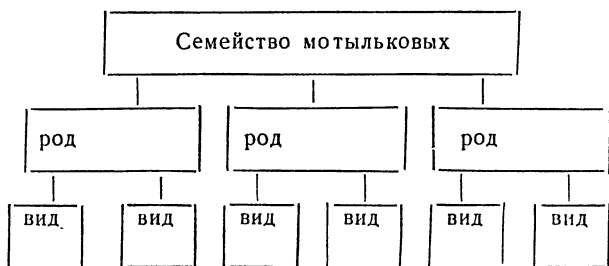 Семейство мотыльковых
род род род
вид вид вид вид вид вид